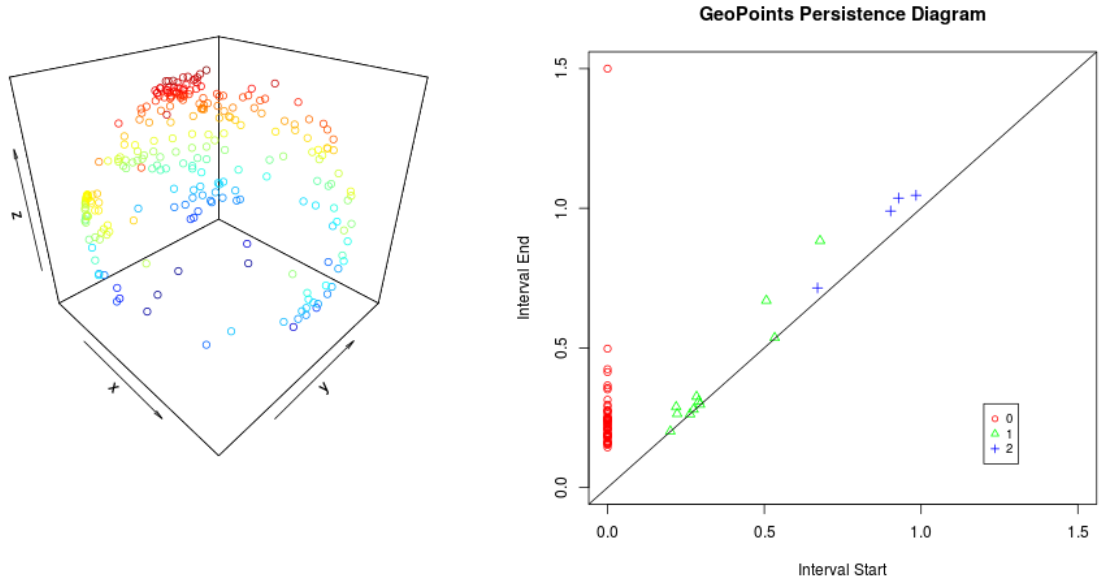 z
x
y
GeoPoints Persistence Diagram
Interval End
0.0
0.5
1.0
1.5
0
1
2
0.0 0.5 1.0 1.5
Interval Start